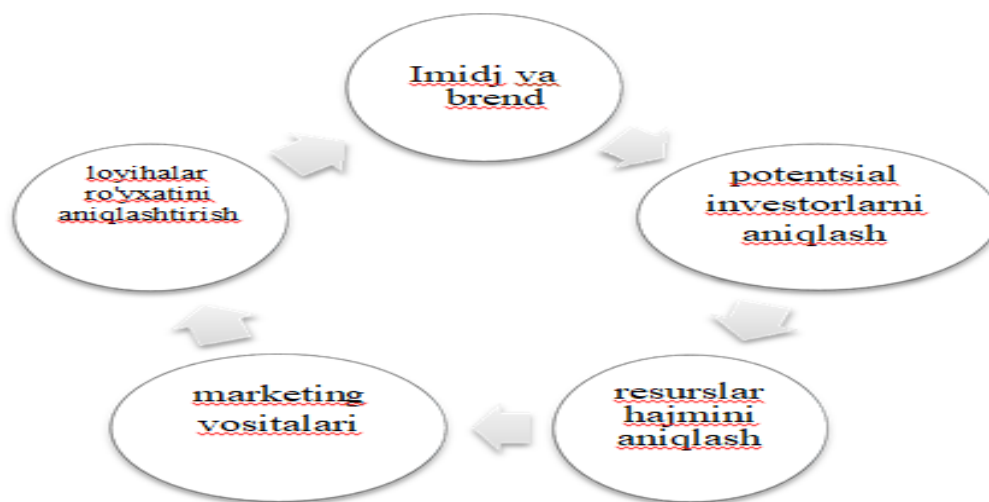 Imidj va
brend
potentsial
investorlarni
aniqlash
resurslar
hajmini
aniqlash
marketing
vositalari
loyihalar
ro'yxatini
aniqlashtirish